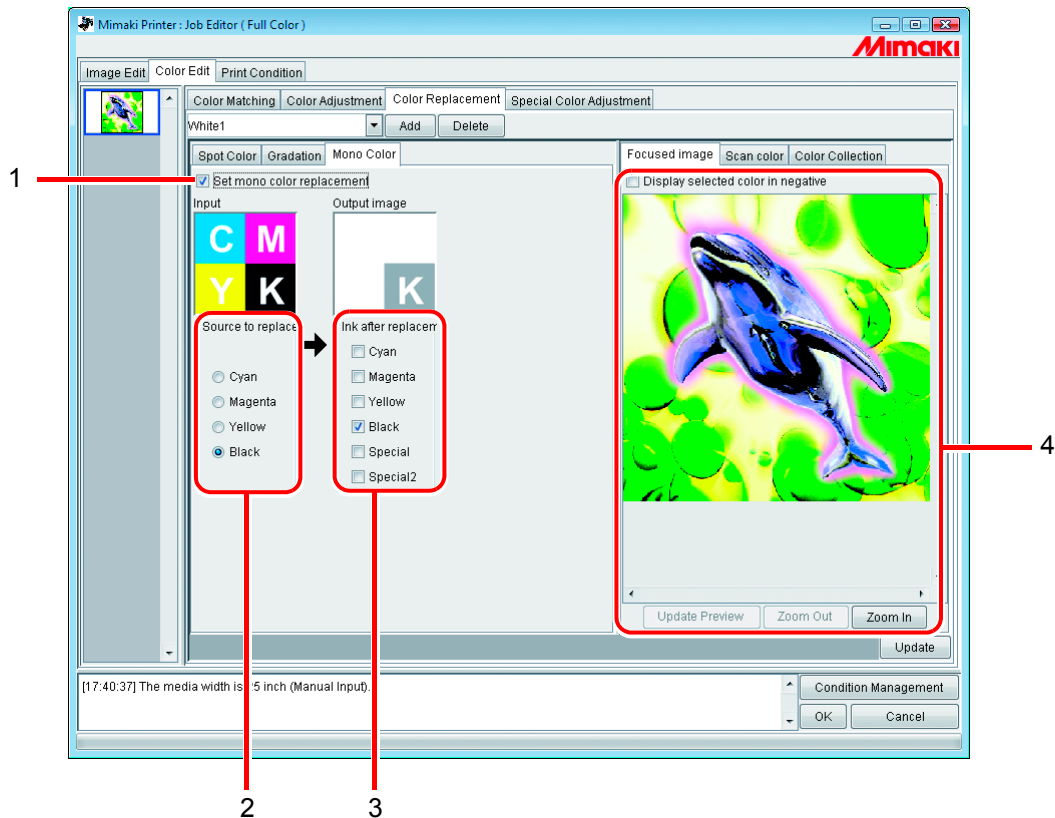 Mimaki Printer : Job Editor ( Full Color )
Mimaki
Image Edit Color Edit Print Condition
Color Matching Color Adjustment Color Replacement Special Color Adjustment
White1 Add Delete
Spot Color Gradation Mono Color
Focused image Scan color Color Collection
1
Set mono color replacement
Display selected color in negative
Input Output image
C M
Y K
K
Source to replace
Ink after replacem
Cyan
Magenta
Yellow
Black
Cyan
Magenta
Yellow
Black
Special
Special2
4
Update Preview Zoom Out Zoom In
Update
[17:40:37] The media width is 5 inch (Manual Input).
Condition Management
OK Cancel
2 3